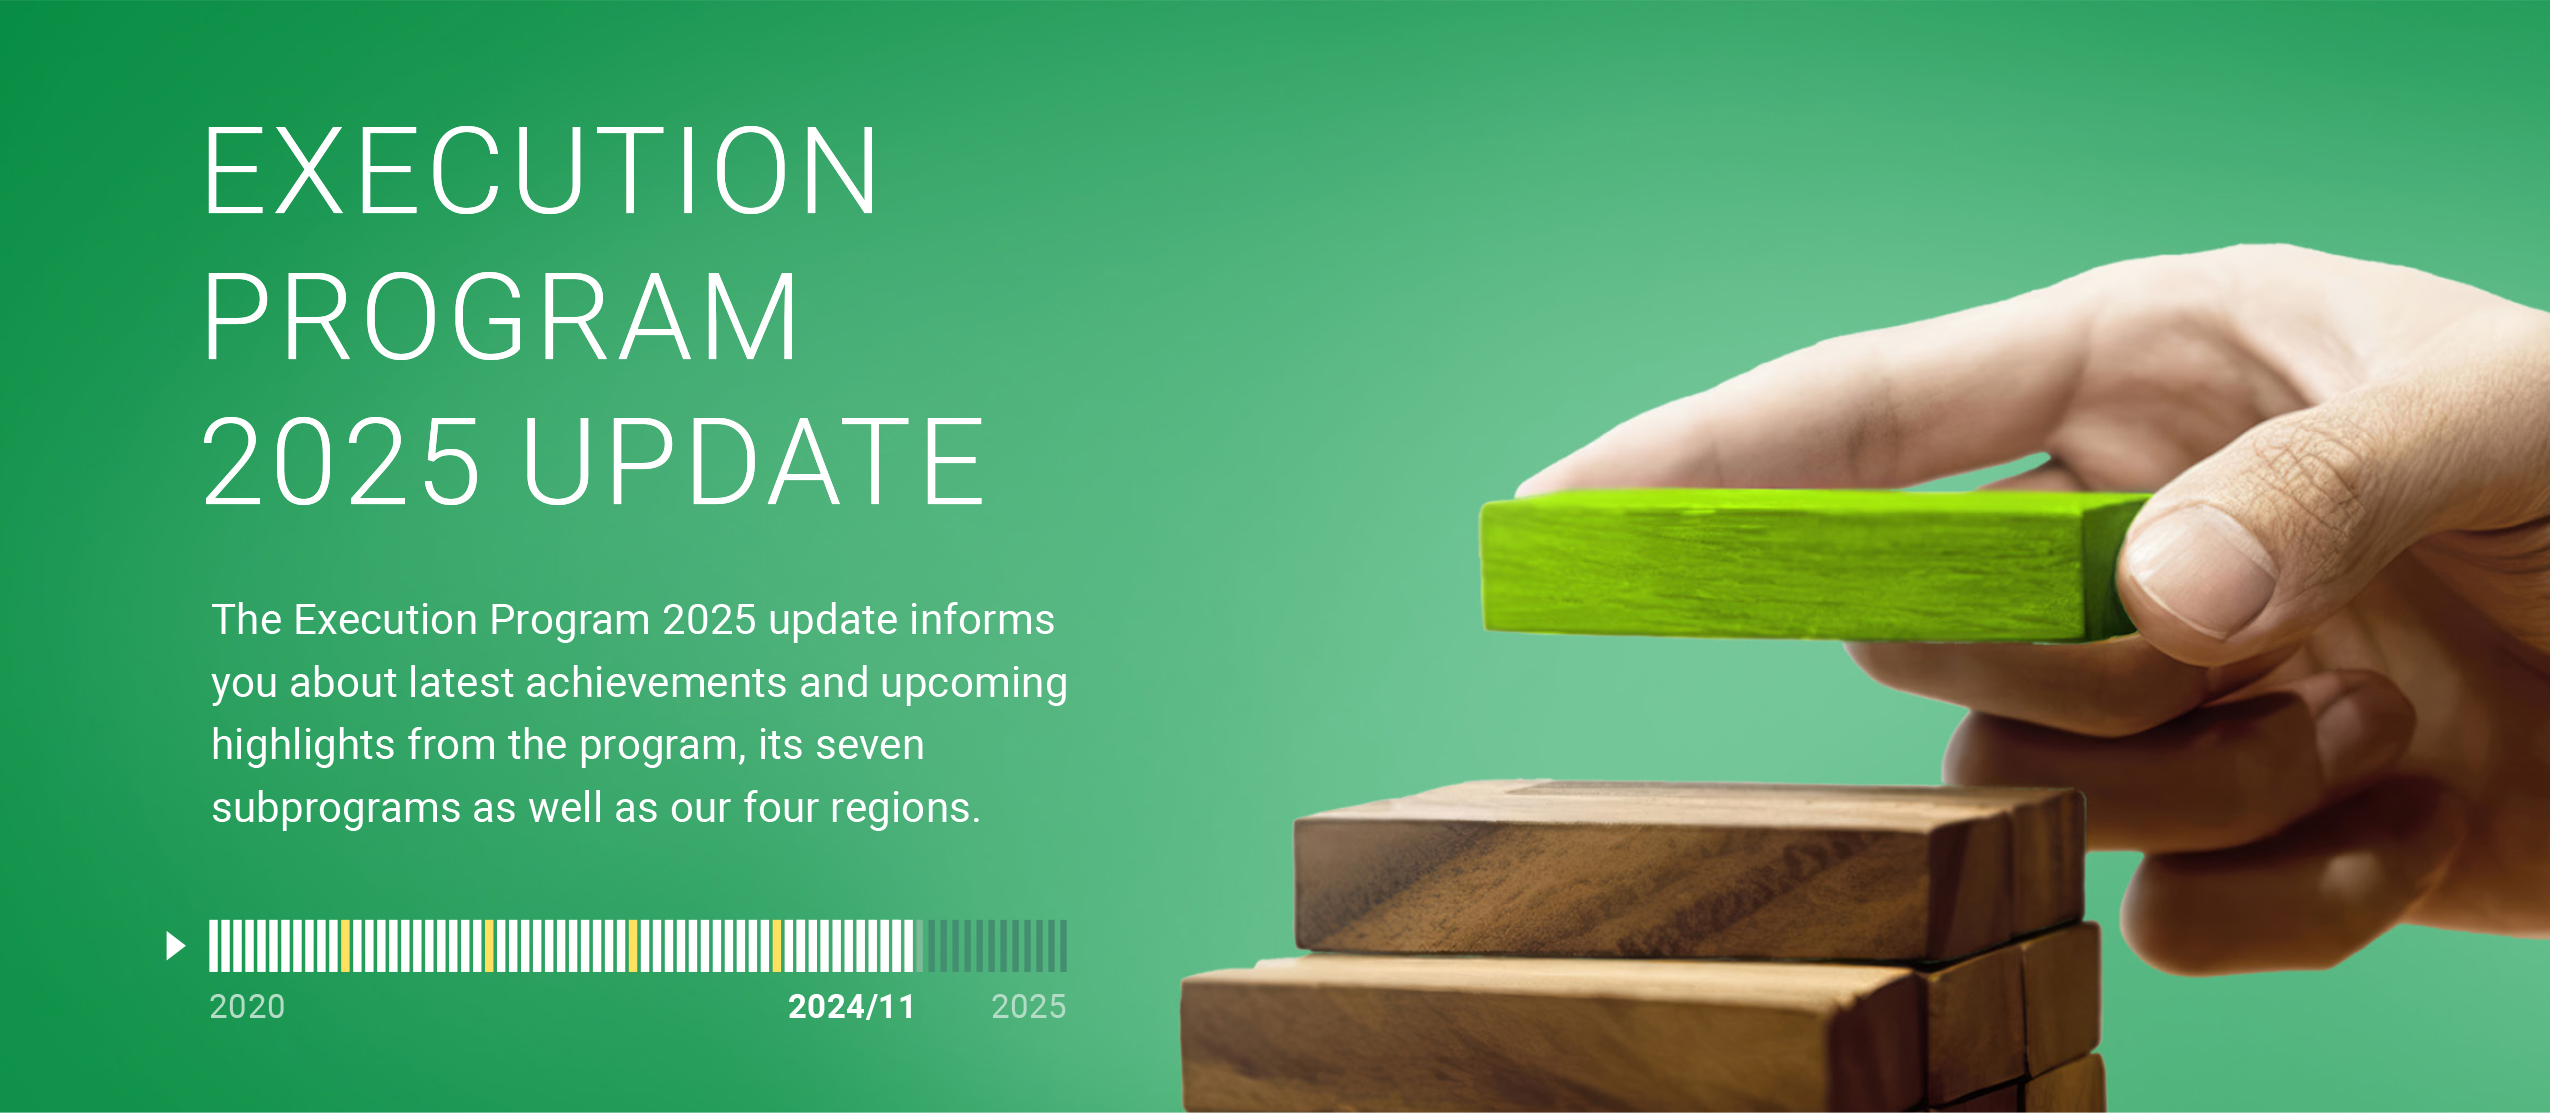 EXECUTION
PROGRAM
2025 UPDATE
The Execution Program 2025 update informs
you about latest achievements and upcoming
highlights from the program, its seven
subprograms as well as our four regions.
2020 2024/11 2025